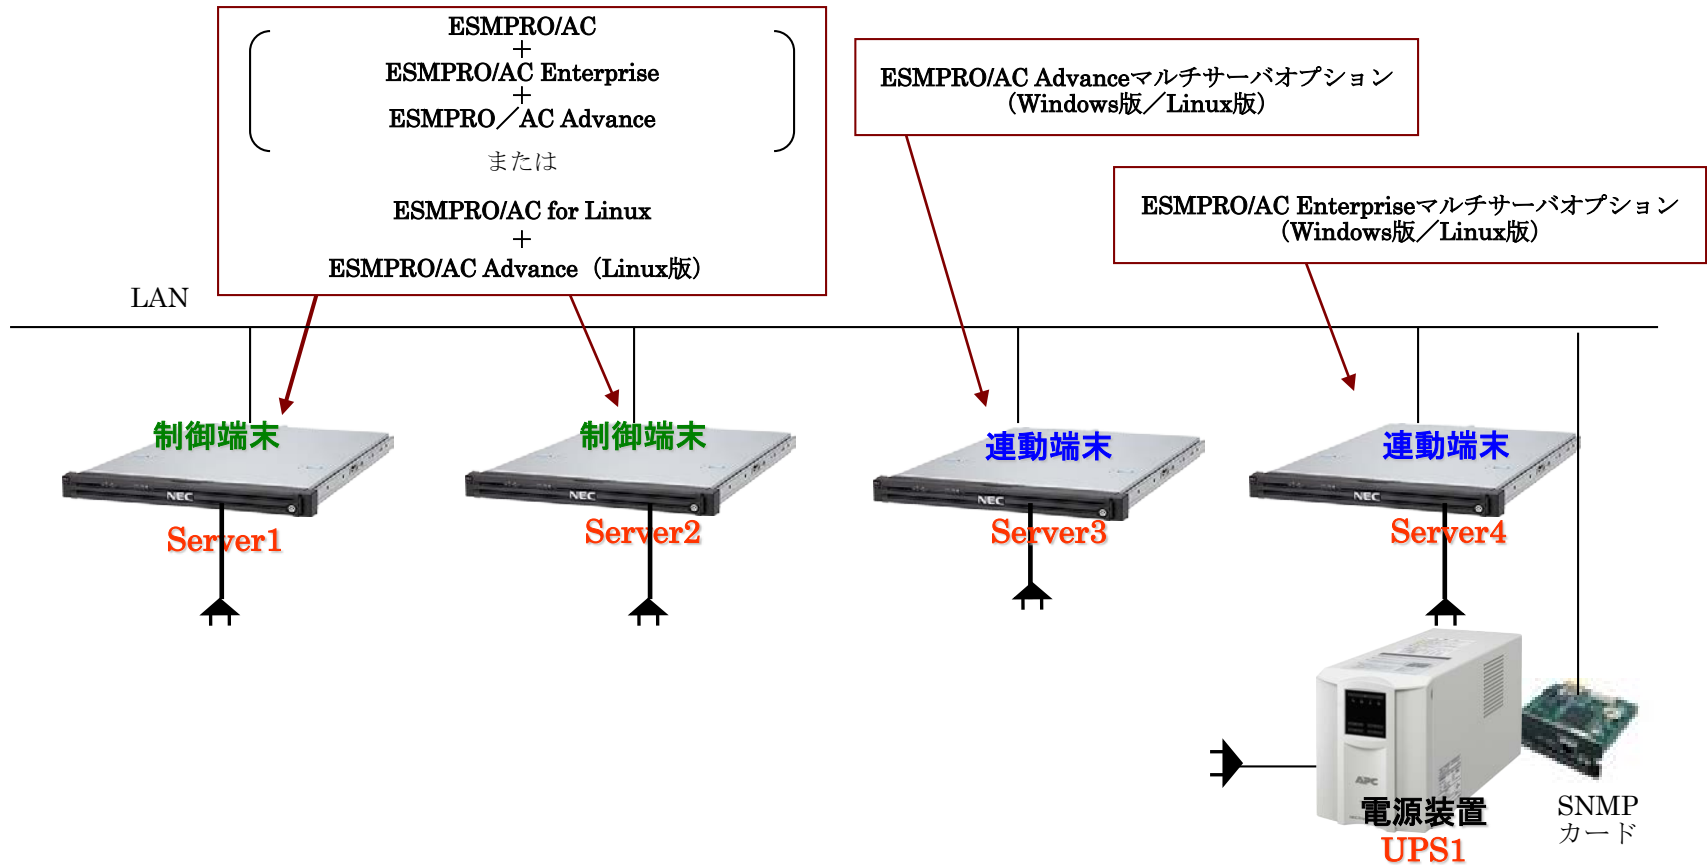 ESMPRO/AC
＋
ESMPRO/AC Enterprise
＋
ESMPRO／AC Advance
または
ESMPRO/AC for Linux
＋
ESMPRO/AC Advance（Linux版）
ESMPRO/AC Advanceマルチサーバオプション
（Windows版／Linux版）
ESMPRO/AC Enterpriseマルチサーバオプション
（Windows版／Linux版）
LAN
制御端末
制御端末
連動端末
連動端末
NEC
NEC
NEC
NEC
Server1
Server2
Server3
Server4
APC
電源装置
UPS1
SNMP
カード